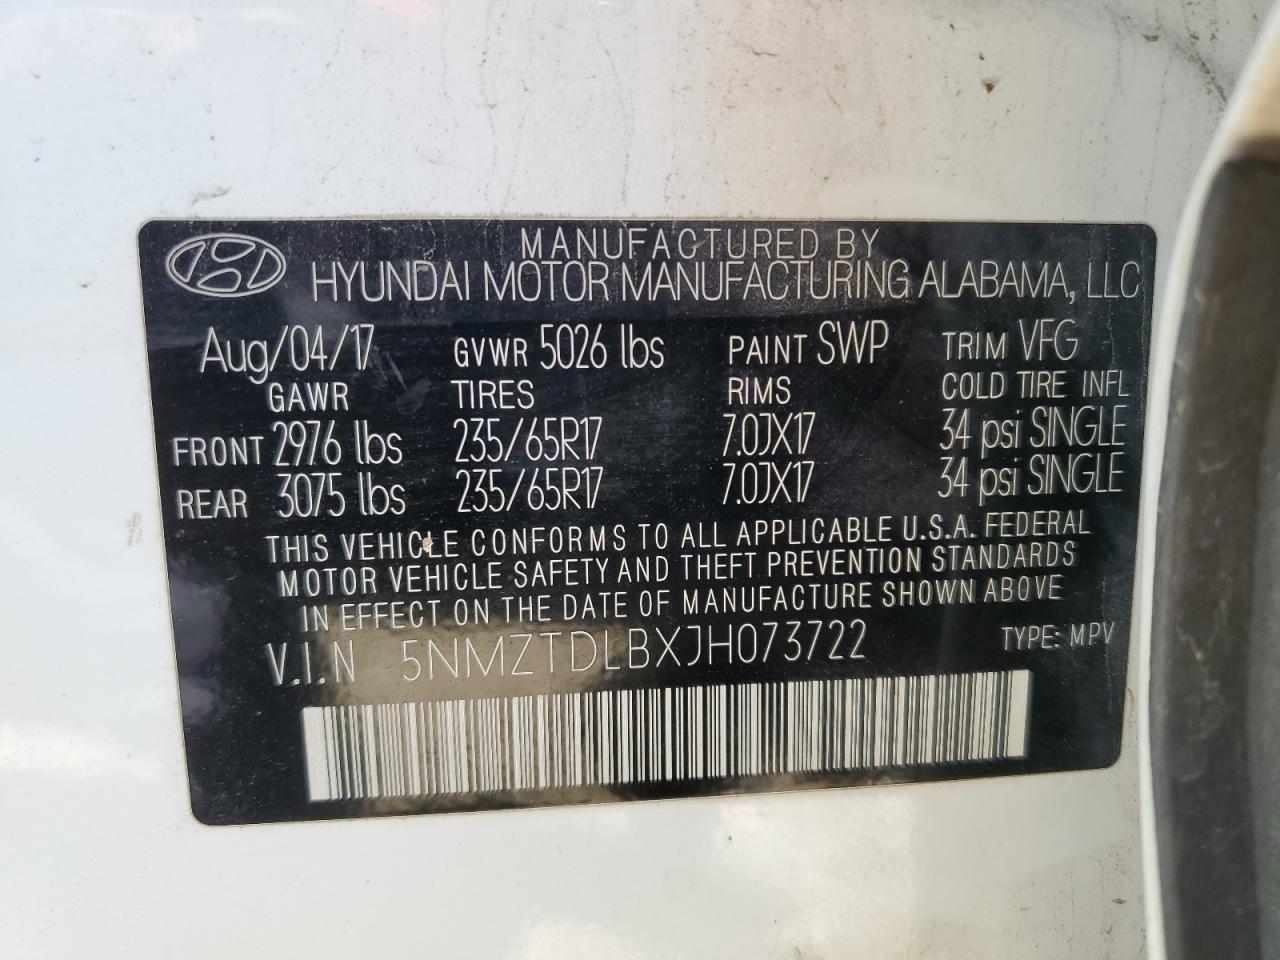 MANUFACTURED BY
HYUNDAI MOTOR MANUFACTURING ALABAMA, LLC
Aug/04/17 GVWR 5026 lbs PAINT SWP TRIM VFG
GAWR TIRES RIMS COLD TIRE INFL
FRONT 2976 lbs 235/65R17 7.0JX17 34 psi SINGLE
REAR 3075 lbs 235/65R17 7.0JX17 34 psi SINGLE
THIS VEHICLE CONFORMS TO ALL APPLICABLE U.S.A. FEDERAL
MOTOR VEHICLE SAFETY AND THEFT PREVENTION STANDARDS
IN EFFECT ON THE DATE OF MANUFACTURE SHOWN ABOVE
V.I.N 5NMZTDLBXJH073722 TYPE: MPV